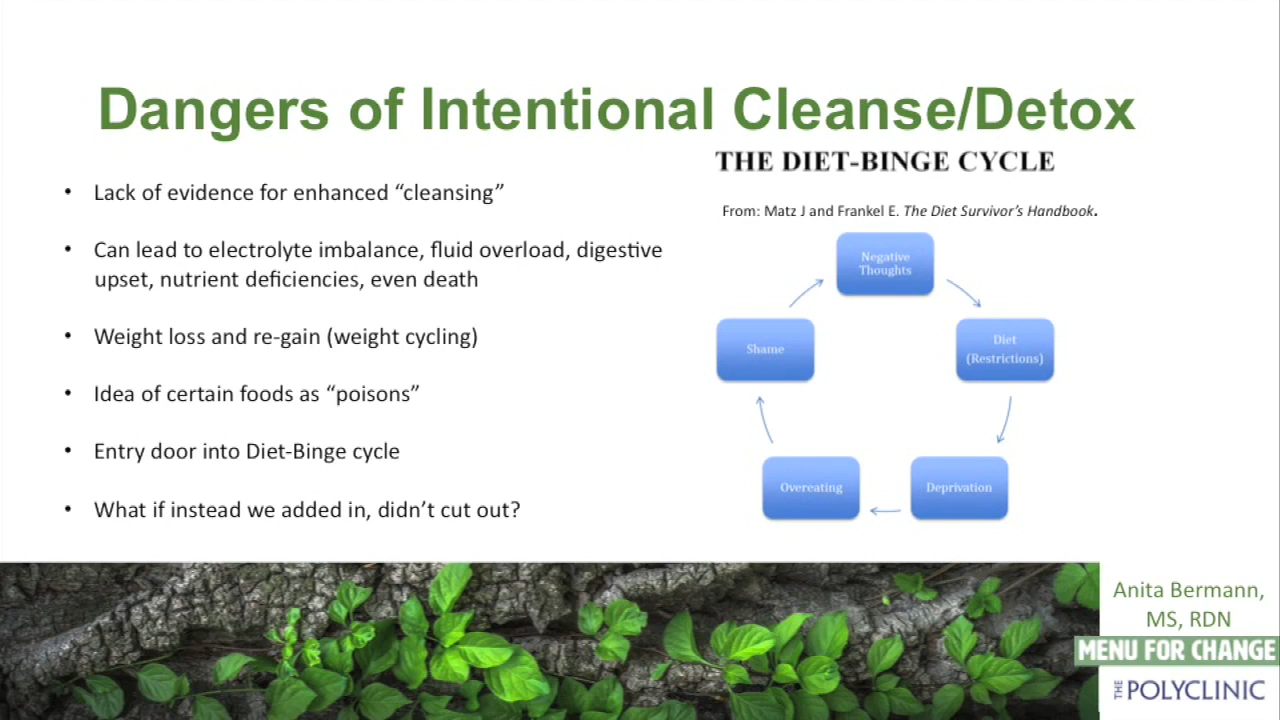 Dangers of Intentional Cleanse/Detox
• Lack of evidence for enhanced “cleansing”
• Can lead to electrolyte imbalance, fluid overload, digestive
upset, nutrient deficiencies, even death
• Weight loss and re-gain (weight cycling)
• Idea of certain foods as “poisons”
• Entry door into Diet-Binge cycle
• What if instead we added in, didn’t cut out?
THE DIET-BINGE CYCLE
From: Matz J and Frankel E. The Diet Survivor’s Handbook.
Negative
Thoughts
Diet
(Restrictions)
Deprivation
Overeating
Shame
Anita Bermann,
MS, RDN
MENU FOR CHANGE
THE POLYCLINIC